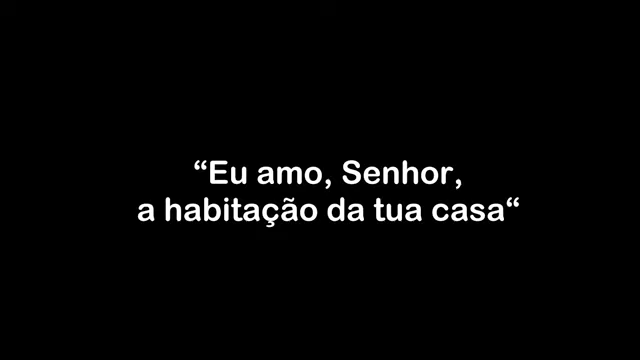 “Eu amo, Senhor,
a habitação da tua casa“